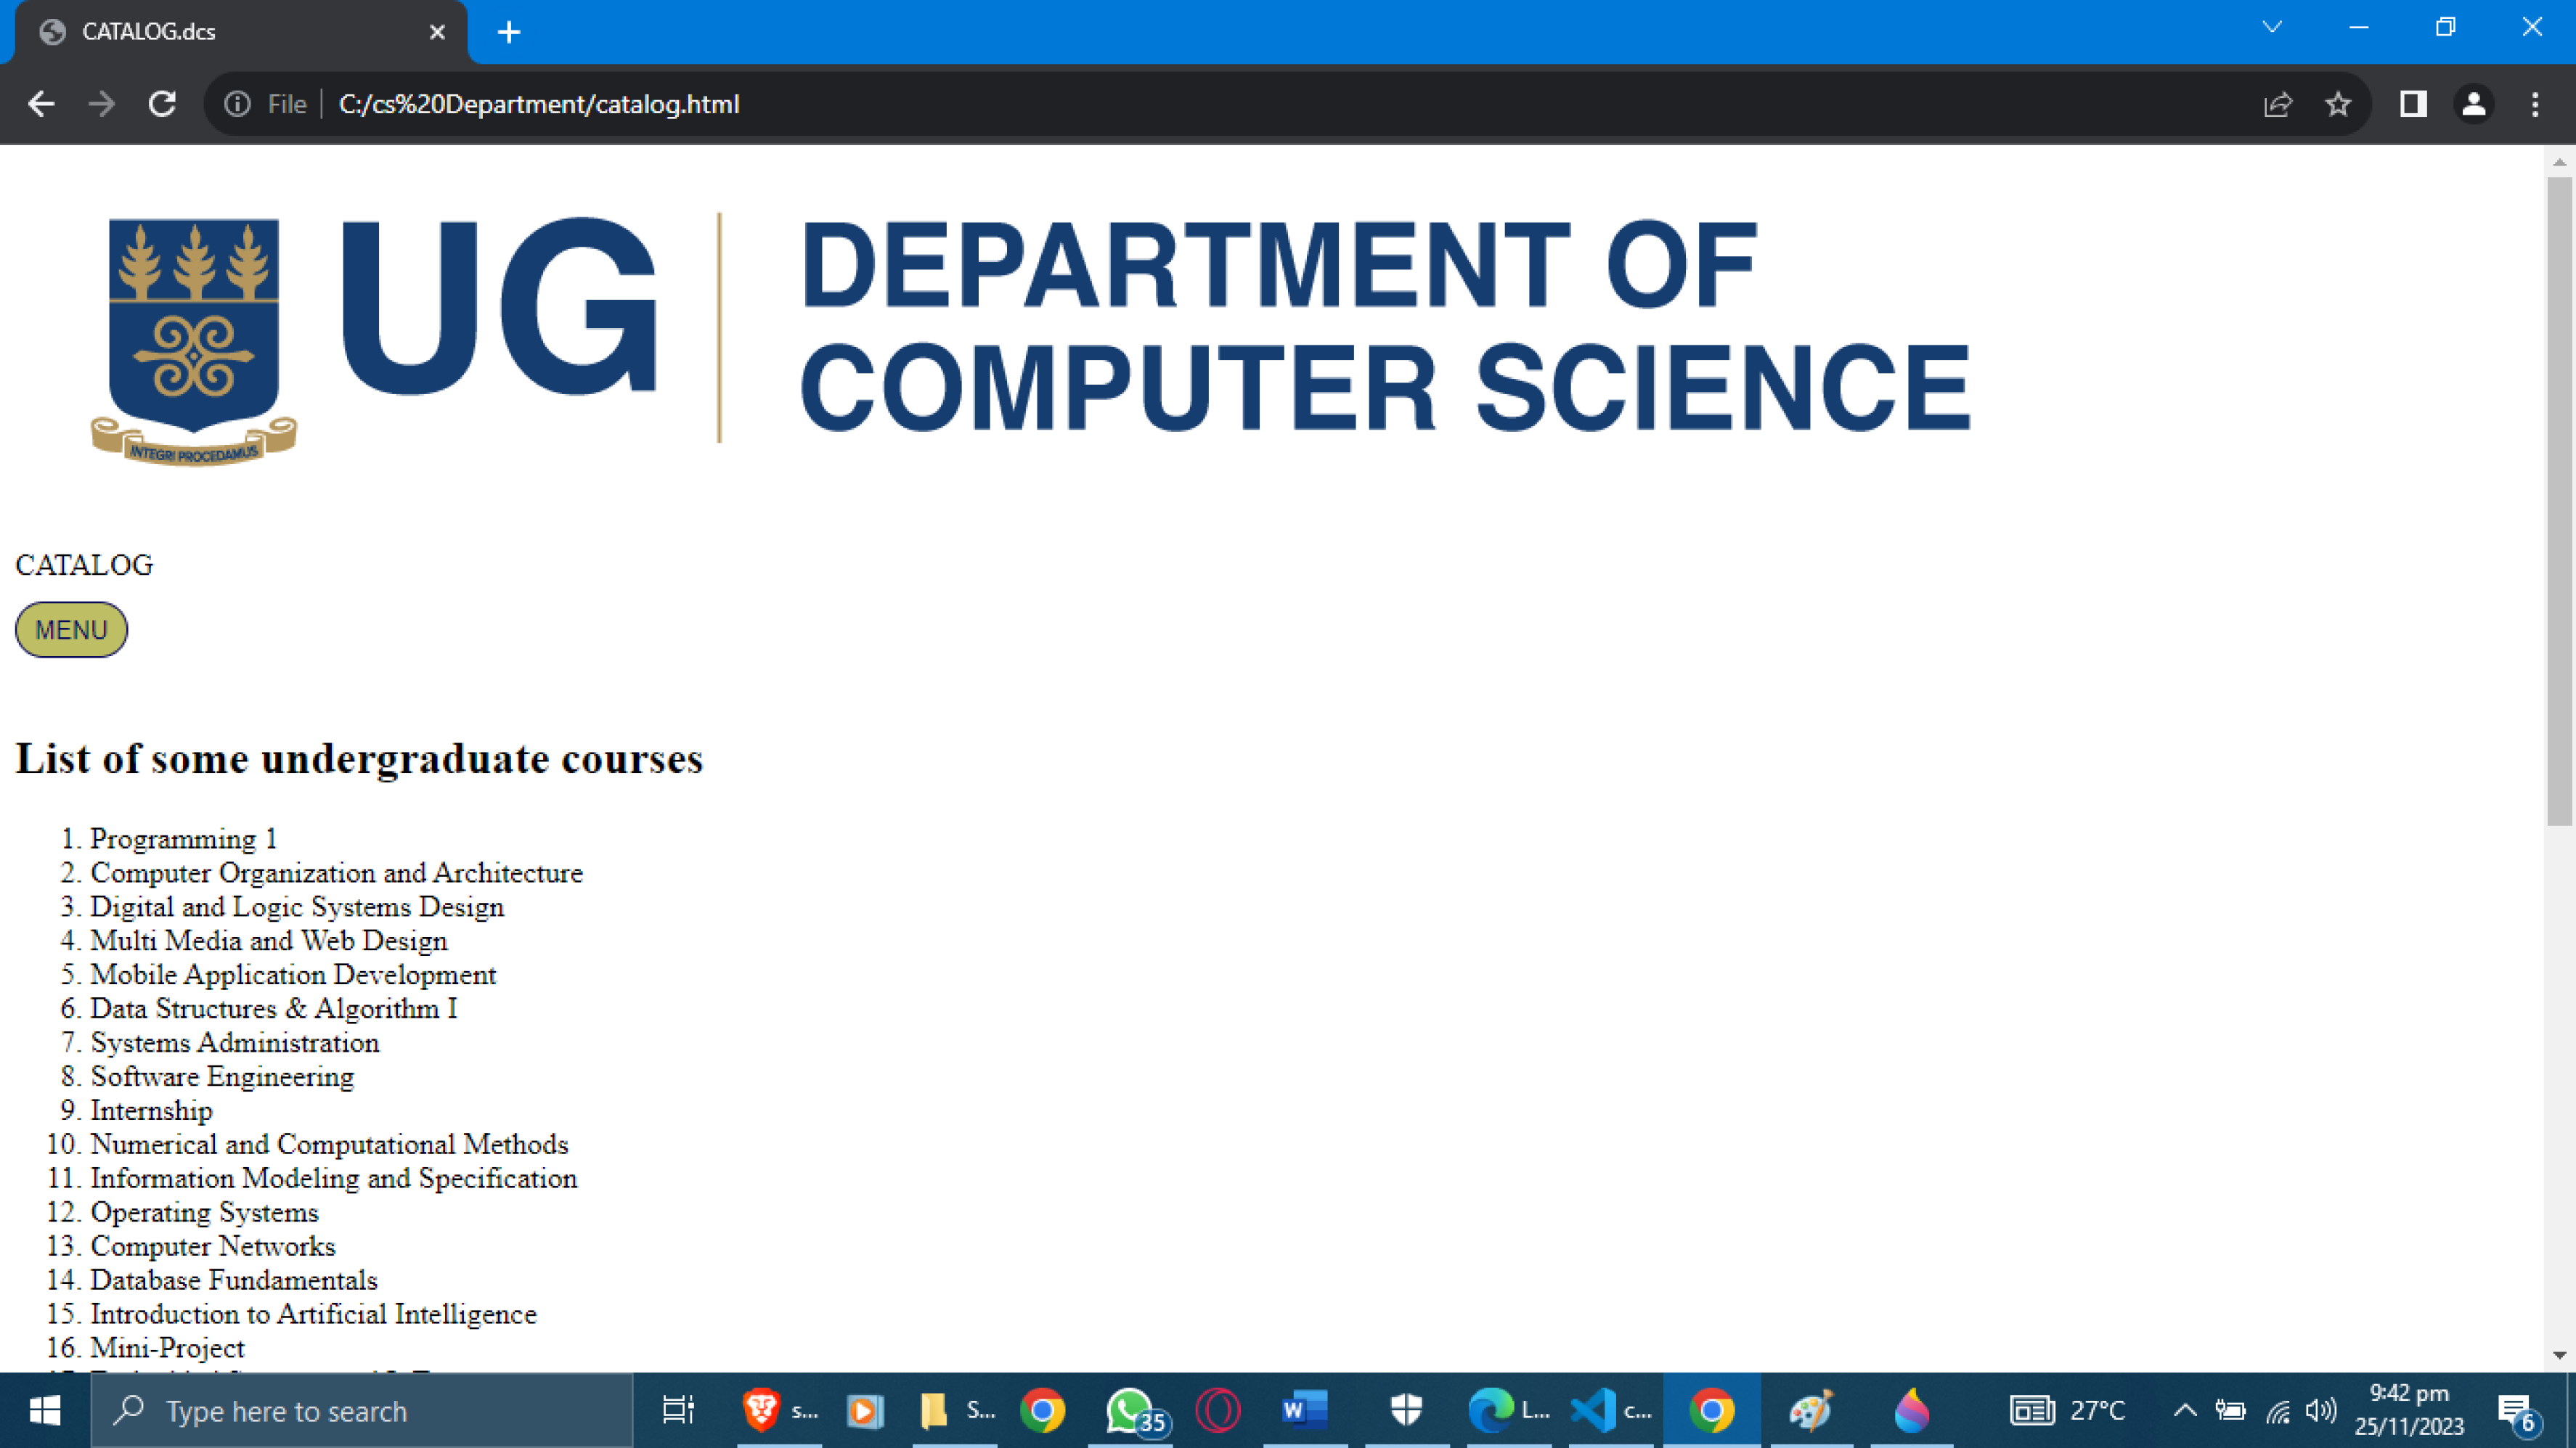 CATALOG.dcs
File
C:/cs%20Department/catalog.html
UG
DEPARTMENT OF
COMPUTER SCIENCE
INTEGRI PROCEDAMUS
CATALOG
MENU
List of some undergraduate courses
1. Programming 1
2. Computer Organization and Architecture
3. Digital and Logic Systems Design
4. Multi Media and Web Design
5. Mobile Application Development
6. Data Structures & Algorithm I
7. Systems Administration
8. Software Engineering
9. Internship
10. Numerical and Computational Methods
11. Information Modeling and Specification
12. Operating Systems
13. Computer Networks
14. Database Fundamentals
15. Introduction to Artificial Intelligence
16. Mini-Project
Type here to search
s...
S...
35
W
L...
c...
27°C
9:42 pm
25/11/2023
6